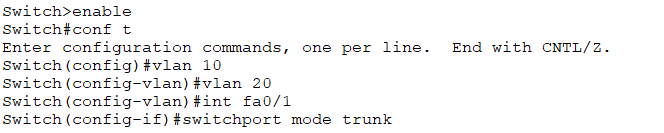 Switch>enable
Switch#conf t
Enter configuration commands, one per line.  End with CNTL/Z.
Switch(config)#vlan 10
Switch(config-vlan)#vlan 20
Switch(config-vlan)#int fa0/1
Switch(config-if)#switchport mode trunk